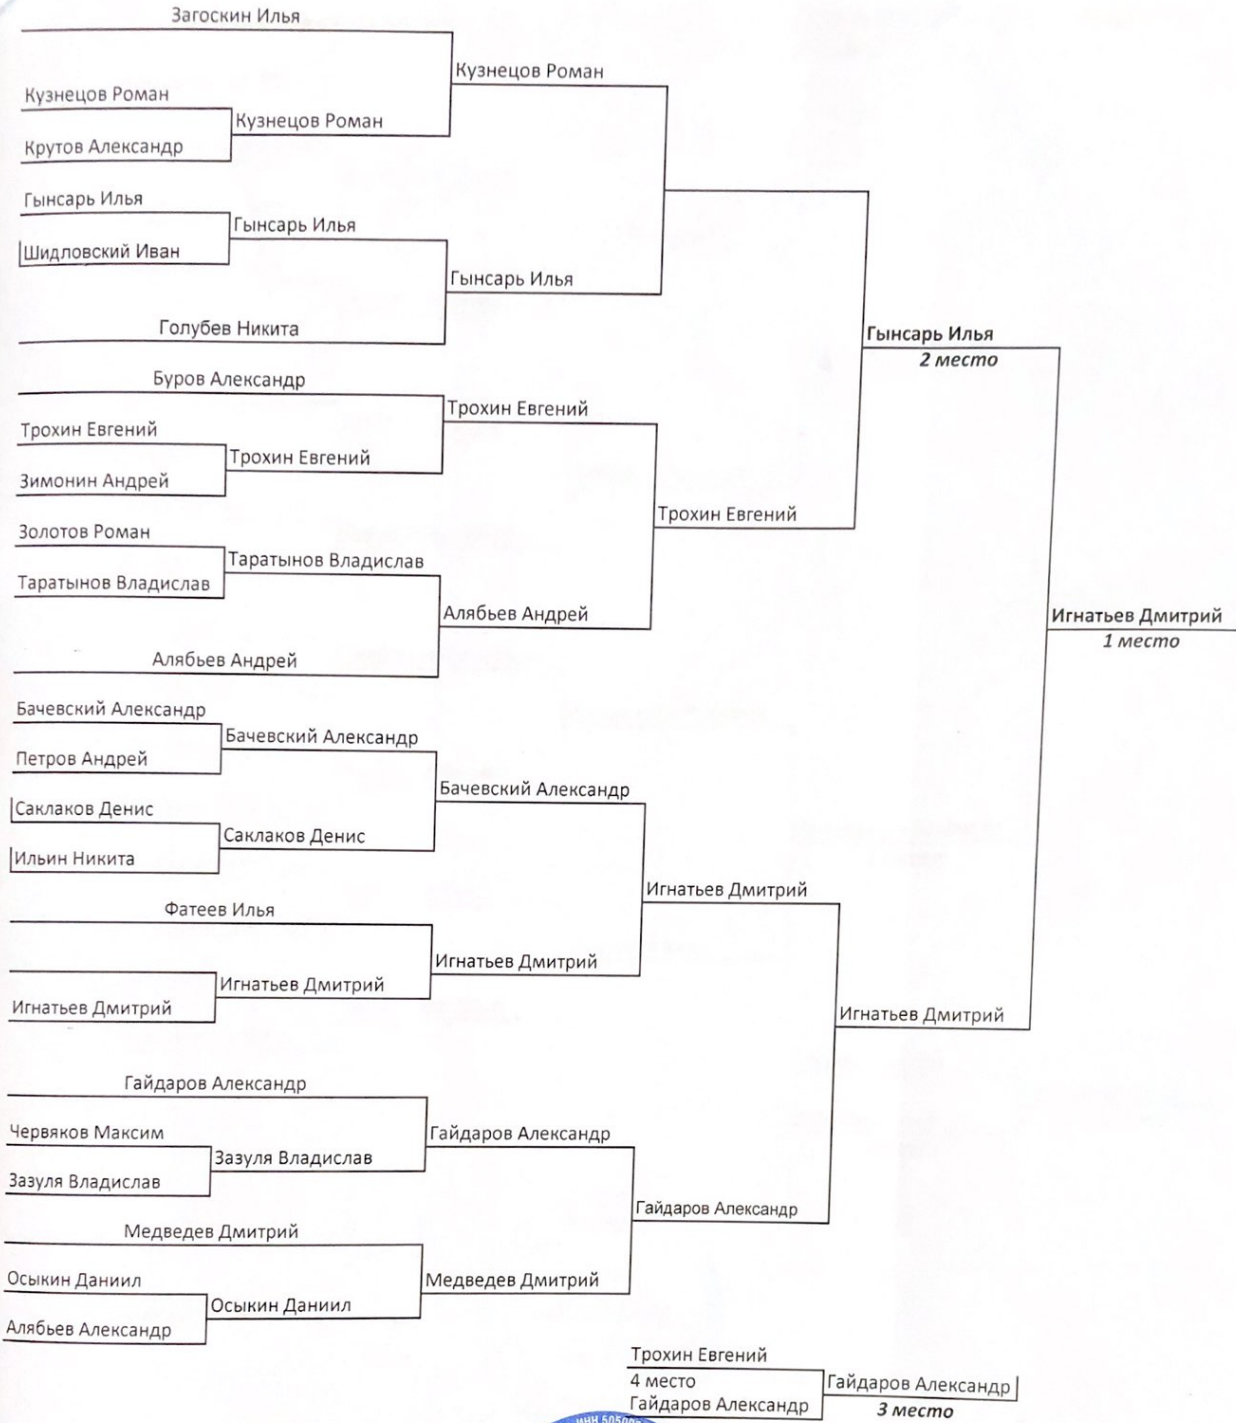 Загоскин Илья
Кузнецов Роман
Кузнецов Роман
Кузнецов Роман
Крутов Александр
Гынсарь Илья
Гынсарь Илья
Шидловский Иван
Гынсарь Илья
Голубев Никита
Гынсарь Илья
2 место
Буров Александр
Трохин Евгений
Трохин Евгений
Трохин Евгений
Зимонин Андрей
Трохин Евгений
Золотов Роман
Таратынов Владислав
Таратынов Владислав
Алябьев Андрей
Игнатьев Дмитрий
1 место
Алябьев Андрей
Бачевский Александр
Бачевский Александр
Петров Андрей
Бачевский Александр
Саклаков Денис
Саклаков Денис
Ильин Никита
Игнатьев Дмитрий
Фатеев Илья
Игнатьев Дмитрий
Игнатьев Дмитрий
Игнатьев Дмитрий
Игнатьев Дмитрий
Гайдаров Александр
Червяков Максим
Гайдаров Александр
Зазуля Владислав
Зазуля Владислав
Гайдаров Александр
Медведев Дмитрий
Осыкин Даниил
Медведев Дмитрий
Осыкин Даниил
Алябьев Александр
Трохин Евгений
4 место
Гайдаров Александр
Гайдаров Александр
3 место
ИНН